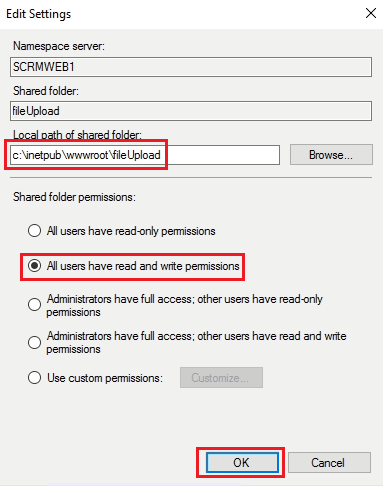 Edit Settings
Namespace server:
SCRMWEB1
Shared folder:
fileUpload
Local path of shared folder:
c:\inetpub\wwwroot\fileUpload
Browse...
Shared folder permissions:
All users have read-only permissions
All users have read and write permissions
Administrators have full access; other users have read-only
permissions
Administrators have full access; other users have read and write
permissions
Use custom permissions:
Customize...
OK
Cancel